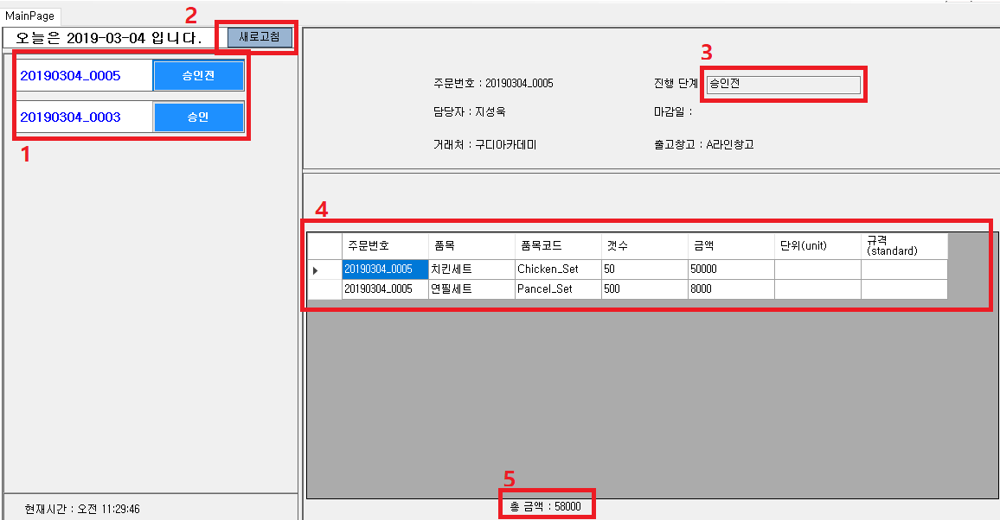 MainPage
2
오늘은 2019-03-04 입니다.
새로고침
20190304_0005
승인전
20190304_0003
승인
1
3
주문번호 : 20190304_0005
진행 단계
승인전
담당자 : 지성욱
마감일 :
거래처 : 구디아카데미
출고창고 : A라인창고
4
주문번호
품목
품목코드
갯수
금액
단위(unit)
규격
(standard)
20190304_0005
치킨세트
Chicken_Set
50
50000
20190304_0005
연필세트
Pancel_Set
500
8000
5
총 금액 : 58000
현재시간 : 오전 11:29:46